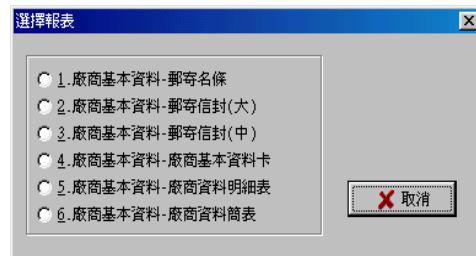 選擇報表
1.廠商基本資料-郵寄名條
2.廠商基本資料-郵寄信封(大)
3.廠商基本資料-郵寄信封(中)
4.廠商基本資料-廠商基本資料卡
5.廠商基本資料-廠商資料明細表
6.廠商基本資料-廠商資料簡表
取消